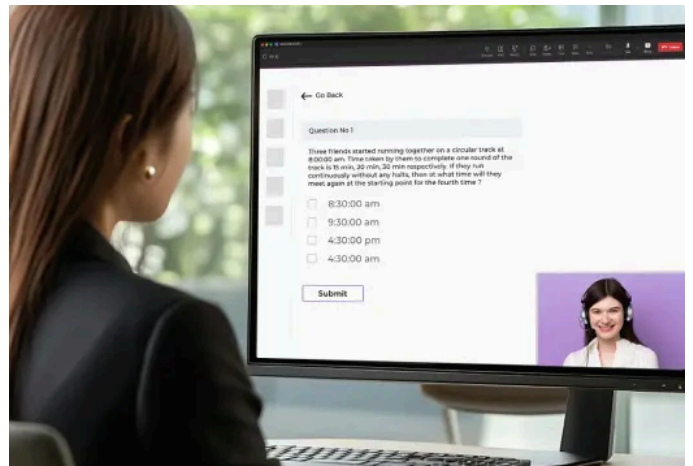 Go Back
Question No 1
Three friends started running together on a circular track at
8:00:00 am. Time taken by them to complete one round of the
track is 15 min, 20 min, 30 min respectively. If they run
continuously without any halts, then at what time will they
meet again at the starting point for the fourth time ?
8:30:00 am
9:30:00 am
4:30:00 pm
4:30:00 am
Submit